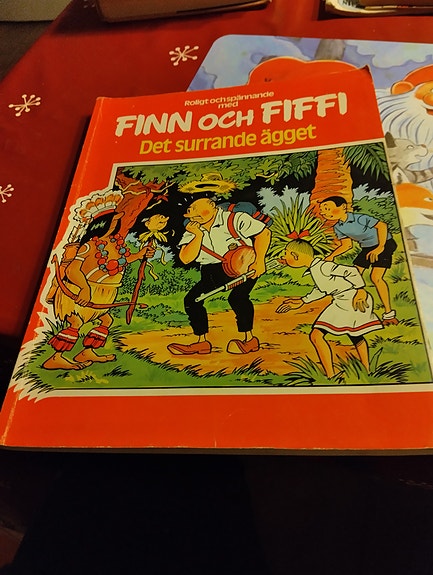 Roligt och spännande
med
FINN OCH FIFFI
Det surrande ägget